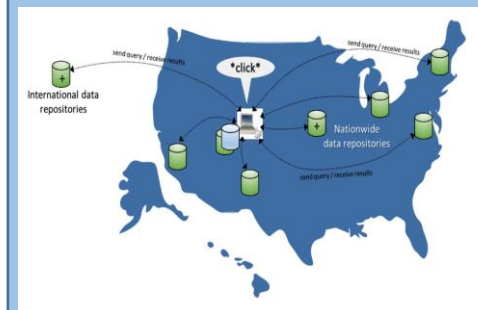 send query / receive results
send query / receive results
*click*
+
International data
repositories
+
Nationwide
data repositories
send query / receive results